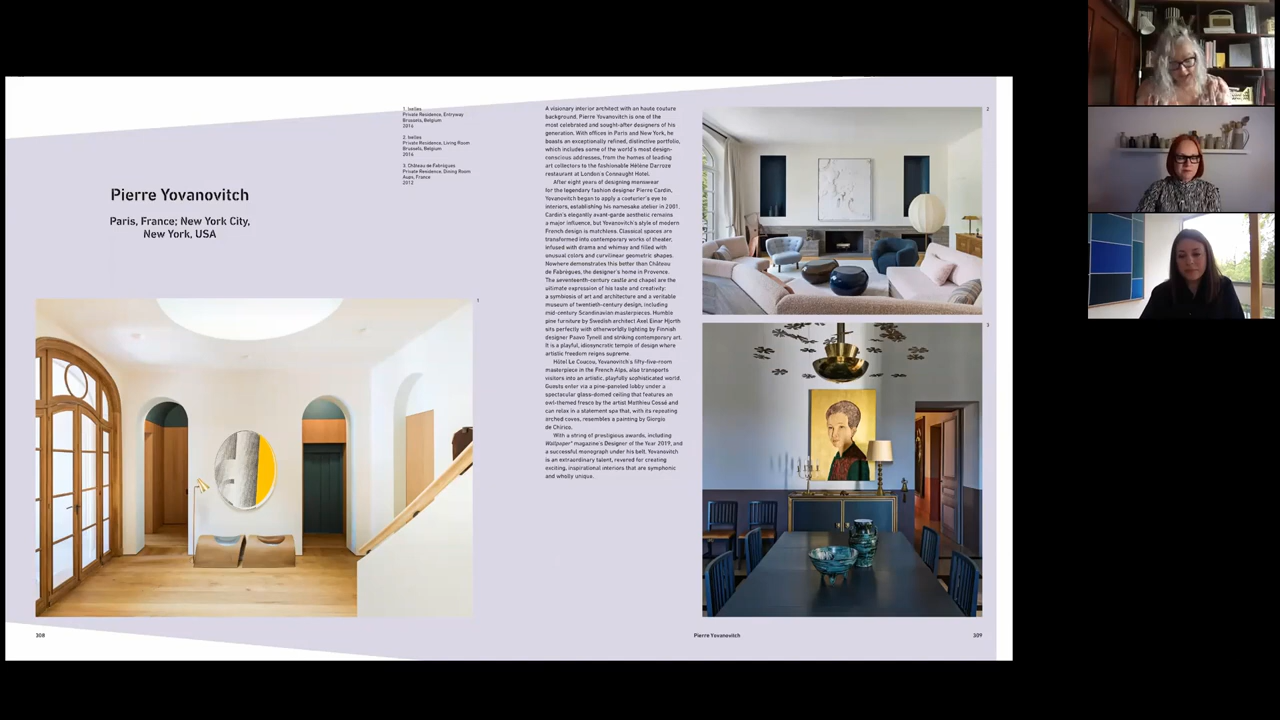 Pierre Yovanovitch
Paris, France; New York City,
New York, USA
1. Ixelles
Private Residence, Entryway
Brussels, Belgium
2016
2. Ixelles
Private Residence, Living Room
Brussels, Belgium
2016
3. Château de Fabrègues
Private Residence, Dining Room
Aups, France
2012
1
308
A visionary interior architect with an haute couture
background, Pierre Yovanovitch is one of the
most celebrated and sought-after designers of his
generation. With offices in Paris and New York, he
boasts an exceptionally refined, distinctive portfolio,
which includes some of the world's most design-
conscious addresses, from the homes of leading
art collectors to the fashionable Hélène Darroze
restaurant at London's Connaught Hotel.
After eight years of designing menswear
for the legendary fashion designer Pierre Cardin,
Yovanovitch began to apply a couturier's eye to
interiors, establishing his namesake atelier in 2001.
Cardin's elegantly avant-garde aesthetic remains
a major influence, but Yovanovitch's style of modern
French design is matchless. Classical spaces are
transformed into contemporary works of theater,
infused with drama and whimsy and filled with
unusual colors and curvilinear geometric shapes.
Nowhere demonstrates this better than Château
de Fabrègues, the designer's home in Provence.
The seventeenth-century castle and chapel are the
ultimate expression of his taste and creativity:
a symbiosis of art and architecture and a veritable
museum of twentieth-century design, including
mid-century Scandinavian masterpieces. Humble
pine furniture by Swedish architect Axel Einar Hjorth
sits perfectly with otherworldly lighting by Finnish
designer Paavo Tynell and striking contemporary art.
It is a playful, idiosyncratic temple of design where
artistic freedom reigns supreme.
Hôtel Le Coucou, Yovanovitch's fifty-five-room
masterpiece in the French Alps, also transports
visitors into an artistic, playfully sophisticated world.
Guests enter via a pine-paneled lobby under a
spectacular glass-domed ceiling that features an
owl-themed fresco by the artist Matthieu Cossé and
can relax in a statement spa that, with its repeating
arched coves, resembles a painting by Giorgio
de Chirico.
With a string of prestigious awards, including
Wallpaper* magazine's Designer of the Year 2019, and
a successful monograph under his belt, Yovanovitch
is an extraordinary talent, revered for creating
exciting, inspirational interiors that are symphonic
and wholly unique.
2
3
Pierre Yovanovitch
309